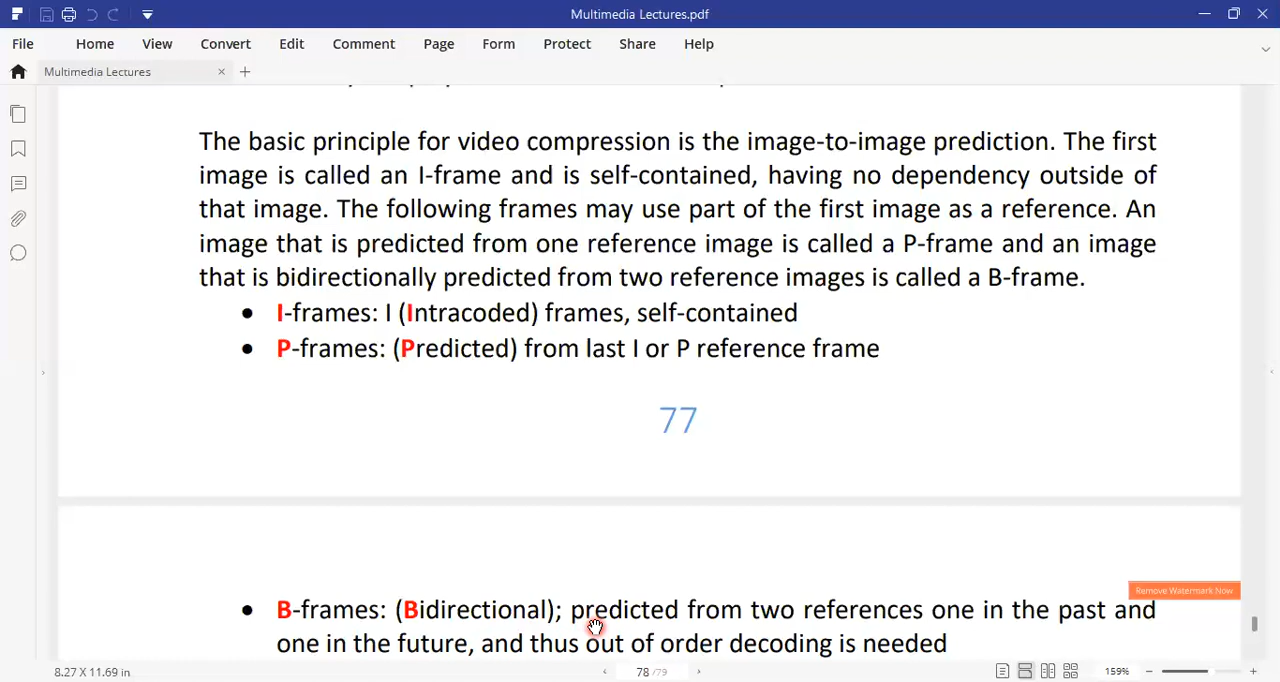 Multimedia Lectures.pdf
File Home View Convert Edit Comment Page Form Protect Share Help
Multimedia Lectures
The basic principle for video compression is the image-to-image prediction. The first
image is called an I-frame and is self-contained, having no dependency outside of
that image. The following frames may use part of the first image as a reference. An
image that is predicted from one reference image is called a P-frame and an image
that is bidirectionally predicted from two reference images is called a B-frame.
• I-frames: I (Intracoded) frames, self-contained
• P-frames: (Predicted) from last I or P reference frame
77
Remove Watermark Now
• B-frames: (Bidirectional); predicted from two references one in the past and
one in the future, and thus out of order decoding is needed
8.27 X 11.69 in 78 /79 159%